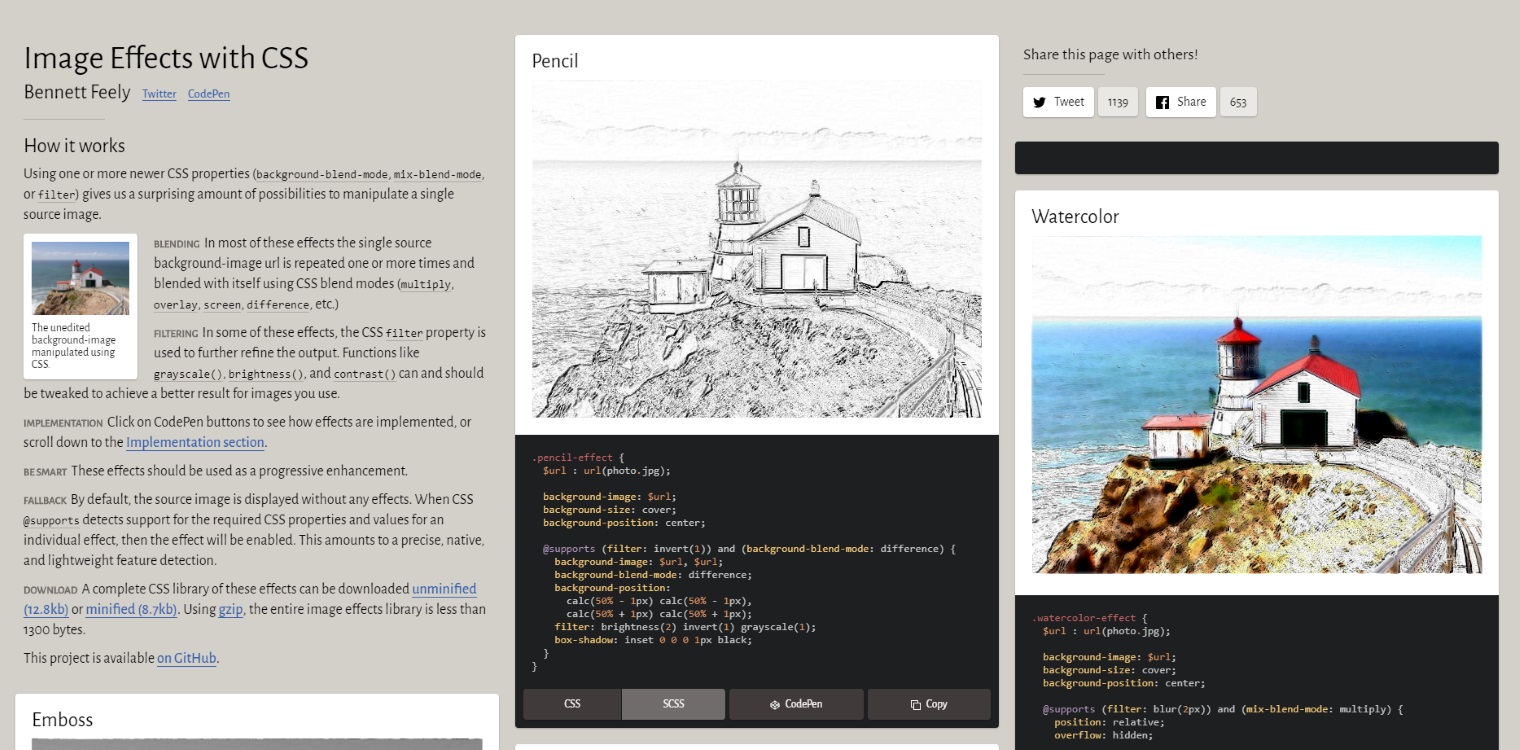 Image Effects with CSS
Bennett Feely Twitter CodePen
How it works
Using one or more newer CSS properties (background-blend-mode, mix-blend-mode,
or filter) gives us a surprising amount of possibilities to manipulate a single
source image.
The unedited
background-image
manipulated using
CSS.
BLENDING In most of these effects the single source
background-image url is repeated one or more times and
blended with itself using CSS blend modes (multiply,
overlay, screen, difference, etc.)
FILTERING In some of these effects, the CSS filter property is
used to further refine the output. Functions like
grayscale(), brightness(), and contrast() can and should
be tweaked to achieve a better result for images you use.
IMPLEMENTATION Click on CodePen buttons to see how effects are implemented, or
scroll down to the Implementation section.
BE SMART These effects should be used as a progressive enhancement.
FALLBACK By default, the source image is displayed without any effects. When CSS
@supports detects support for the required CSS properties and values for an
individual effect, then the effect will be enabled. This amounts to a precise, native,
and lightweight feature detection.
DOWNLOAD A complete CSS library of these effects can be downloaded unminified
(12.8kb) or minified (8.7kb). Using gzip, the entire image effects library is less than
1300 bytes.
This project is available on GitHub.
Emboss
Pencil
.pencil-effect {
$url : url(photo.jpg);
background-image: $url;
background-size: cover;
background-position: center;
@supports (filter: invert(1)) and (background-blend-mode: difference) {
background-image: $url, $url;
background-blend-mode: difference;
background-position:
calc(50% - 1px) calc(50% - 1px),
calc(50% + 1px) calc(50% + 1px);
filter: brightness(2) invert(1) grayscale(1);
box-shadow: inset 0 0 0 1px black;
}
}
CSS SCSS CodePen Copy
Share this page with others!
Tweet 1139 Share 653
Watercolor
.watercolor-effect {
$url : url(photo.jpg);
background-image: $url;
background-size: cover;
background-position: center;
@supports (filter: blur(2px)) and (mix-blend-mode: multiply) {
position: relative;
overflow: hidden;